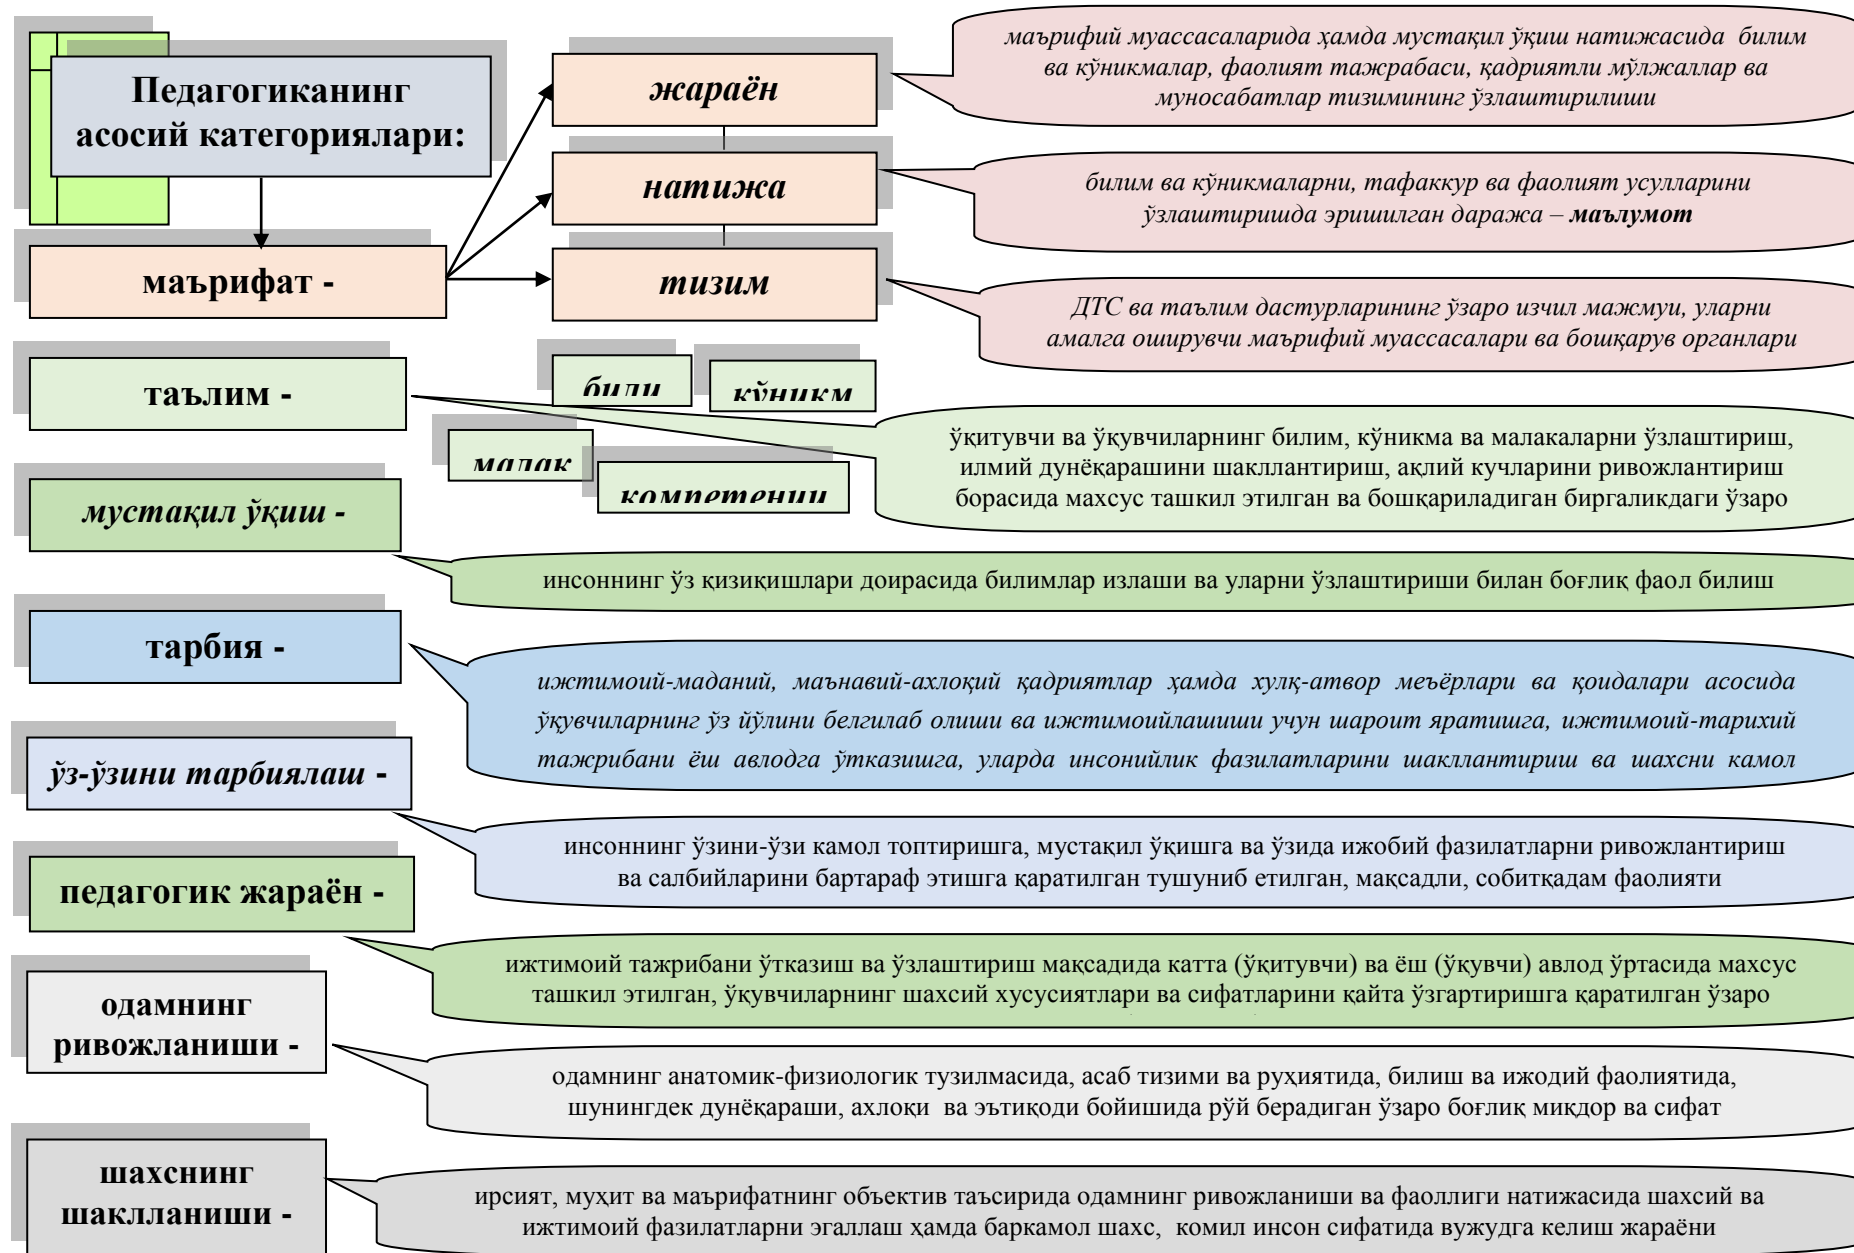 Педагогиканинг
асосий категориялари:
жараён
маърифий муассасаларида ҳамда мустақил ўқиш натижасида билим
ва кўникмалар, фаолият тажрабаси, қадриятли мўлжаллар ва
муносабатлар тизимининг ўзлаштирилиши
натижа
билим ва кўникмаларни, тафаккур ва фаолият усулларини
ўзлаштиришда эришилган даража – маълумот
маърифат -
тизим
ДТС ва таълим дастурларининг ўзаро изчил мажмуи, уларни
амалга оширувчи маърифий муассасалари ва бошқарув органлари
таълим -
били
кўникм
малак
компетенци
ўқитувчи ва ўқувчиларнинг билим, кўникма ва малакаларни ўзлаштириш,
илмий дунёқарашини шакллантириш, ақлий кучларини ривожлантириш
борасида махсус ташкил этилган ва бошқариладиган биргаликдаги ўзаро
мустақил ўқиш -
инсоннинг ўз қизиқишлари доирасида билимлар излаши ва уларни ўзлаштириши билан боғлиқ фаол билиш
тарбия -
ижтимоий-маданий, маънавий-ахлоқий қадриятлар ҳамда хулқ-атвор меъёрлари ва қоидалари асосида
ўқувчиларнинг ўз йўлини белгилаб олиши ва ижтимоийлашиши учун шароит яратишга, ижтимоий-тарихий
тажрибани ёш авлодга ўтказишга, уларда инсонийлик фазилатларини шакллантириш ва шахсни камол
ўз-ўзини тарбиялаш -
инсоннинг ўзини-ўзи камол топтиришга, мустақил ўқишга ва ўзида ижобий фазилатларни ривожлантириш
ва салбийларини бартараф этишга қаратилган тушуниб етилган, мақсадли, собитқадам фаолияти
педагогик жараён -
ижтимоий тажрибани ўтказиш ва ўзлаштириш мақсадида катта (ўқитувчи) ва ёш (ўқувчи) авлод ўртасида махсус
ташкил этилган, ўқувчиларнинг шахсий хусусиятлари ва сифатларини қайта ўзгартиришга қаратилган ўзаро
одамнинг
ривожланиши -
одамнинг анатомик-физиологик тузилмасида, асаб тизими ва руҳиятида, билиш ва ижодий фаолиятида,
шунингдек дунёқараши, ахлоқи ва эътиқоди бойишида рўй берадиган ўзаро боғлиқ миқдор ва сифат
шахснинг
шаклланиши -
ирсият, муҳит ва маърифатнинг объектив таъсирида одамнинг ривожланиши ва фаоллиги натижасида шахсий ва
ижтимоий фазилатларни эгаллаш ҳамда баркамол шахс, комил инсон сифатида вужудга келиш жараёни